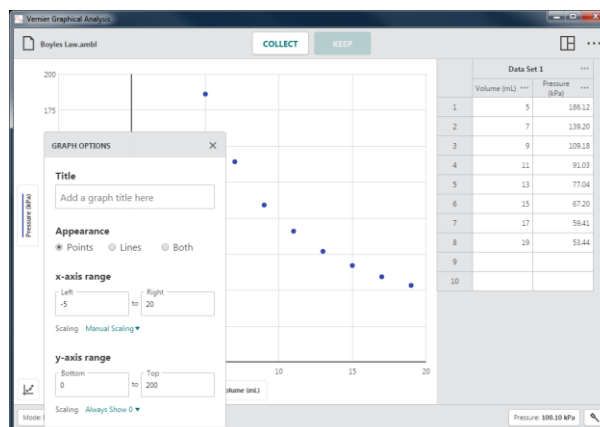 Vernier Graphical Analysis
Boyles Law.ambl
COLLECT
KEEP
200
175
Pressure (kPa)
GRAPH OPTIONS
Title
Add a graph title here
Appearance
Points Lines Both
x-axis range
Left Right
-5 to 20
Scaling Manual Scaling
y-axis range
Bottom Top
0 to 200
Scaling Always Show 0
10 15 20
olume (mL)
Data Set 1
Volume (mL) Pressure (kPa)
1 5 186.12
2 7 139.20
3 9 109.18
4 11 91.03
5 13 77.04
6 15 67.20
7 17 59.41
8 19 53.44
9
10
Mode:
Pressure: 100.10 kPa